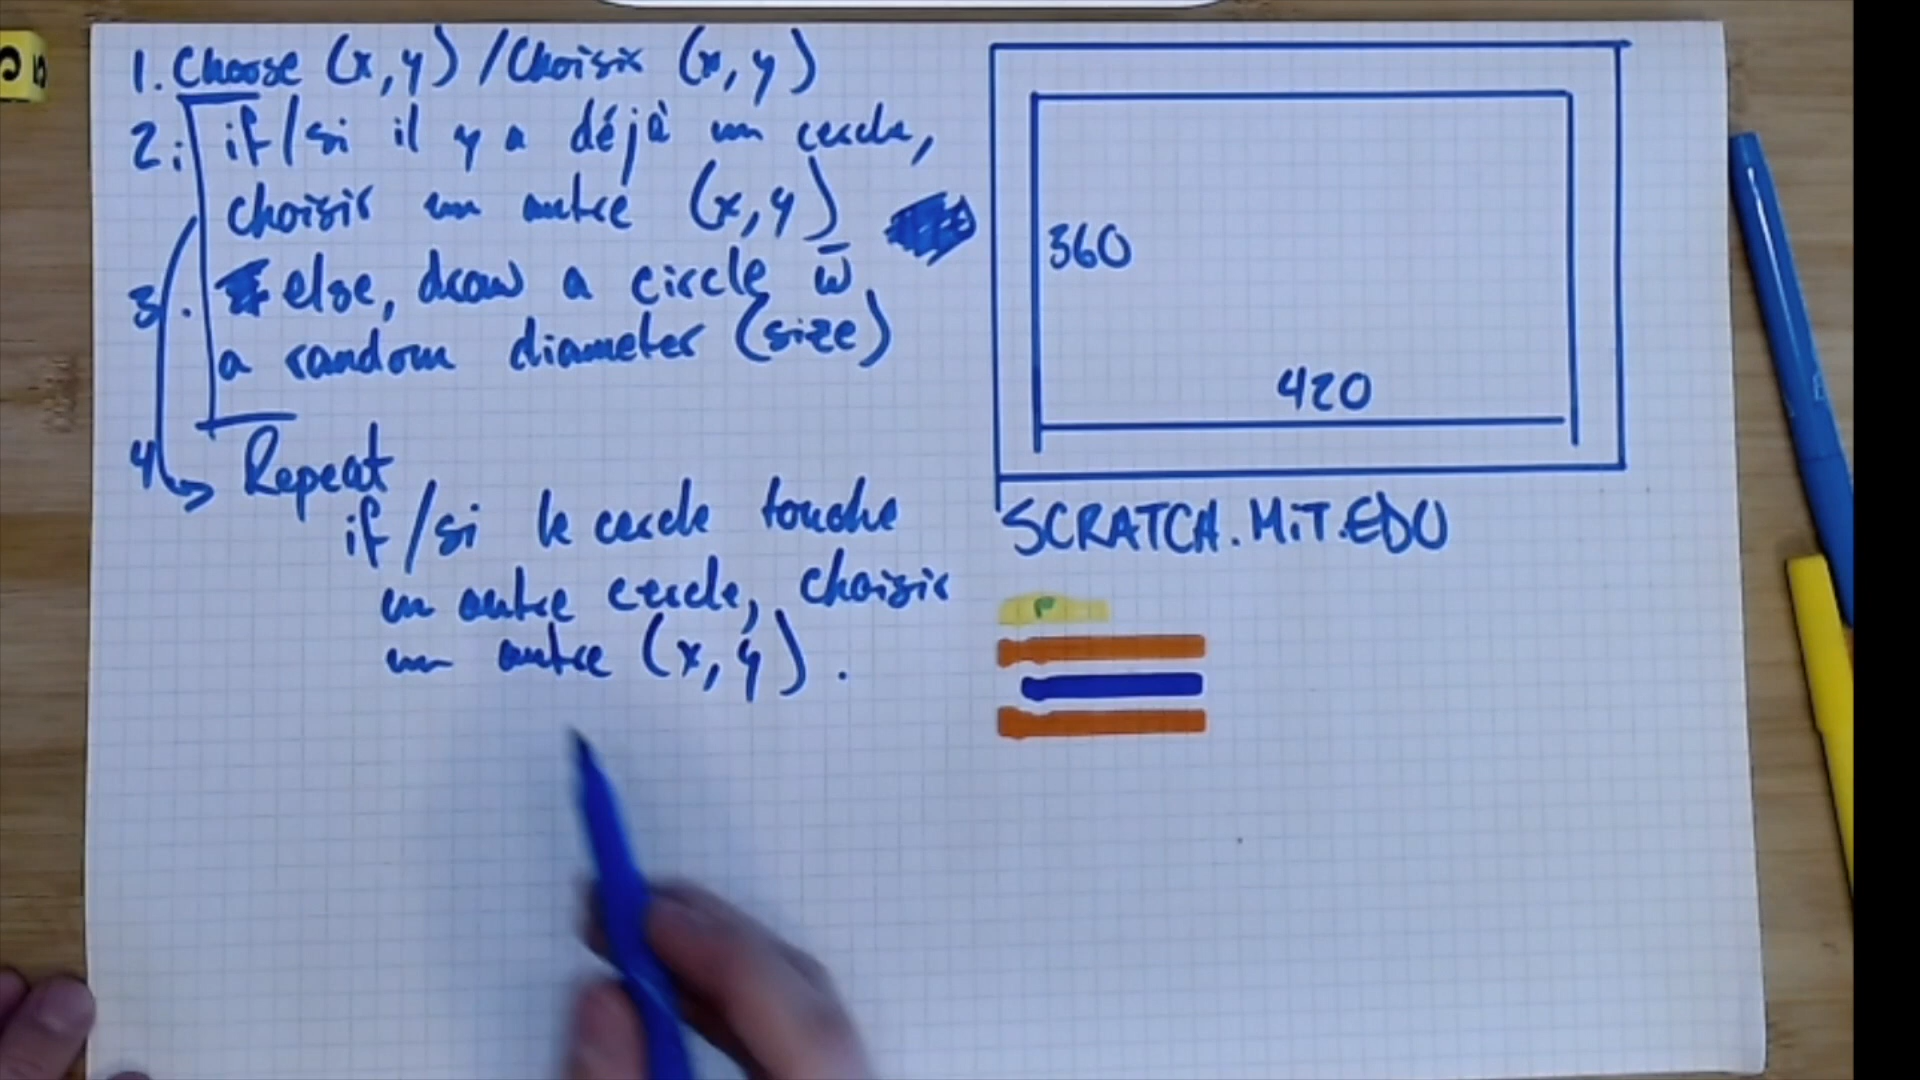 1. Choose (x, y) / Choisir (x, y)
2. if/si il y a déjà un cercle,
choisir un autre (x, y)
3. else, draw a circle w̄
a random diameter (size)
4 Repeat
if/si le cercle touche
un autre cercle, choisir
un autre (x, y).
360
420
SCRATCH.MIT.EDU